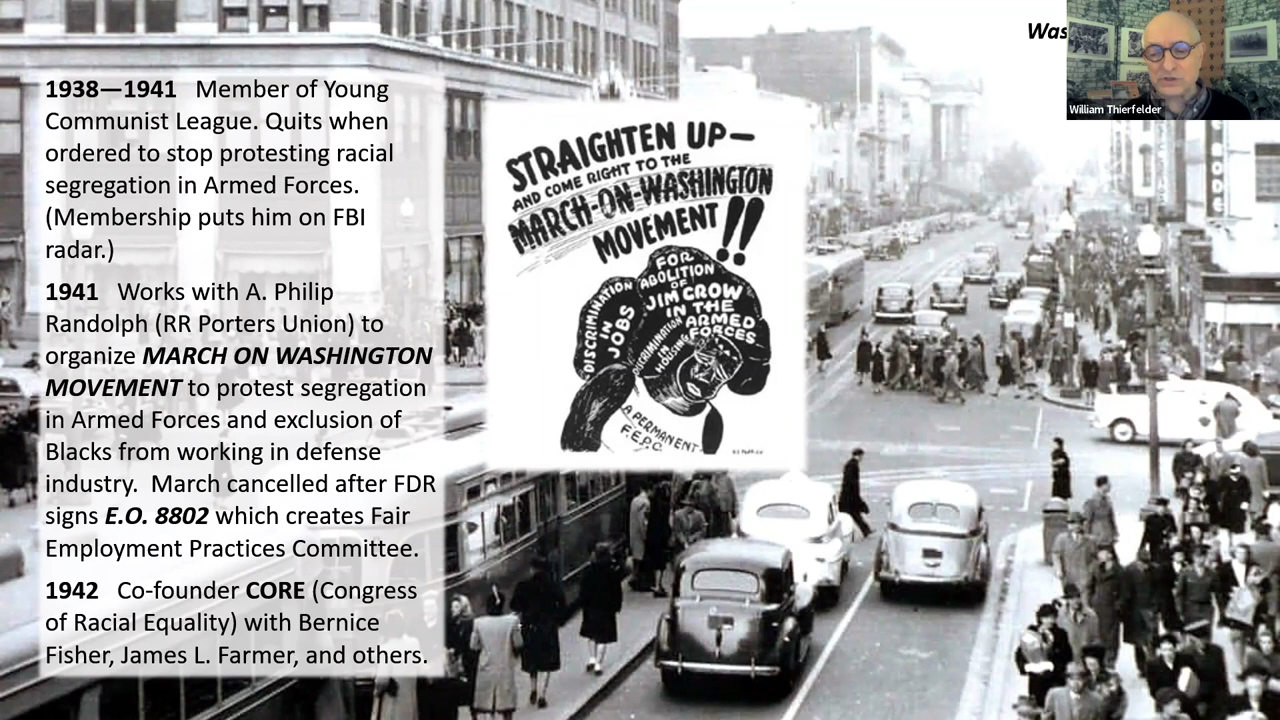 1938—1941 Member of Young
Communist League. Quits when
ordered to stop protesting racial
segregation in Armed Forces.
(Membership puts him on FBI
radar.)
1941 Works with A. Philip
Randolph (RR Porters Union) to
organize MARCH ON WASHINGTON
MOVEMENT to protest segregation
in Armed Forces and exclusion of
Blacks from working in defense
industry. March cancelled after FDR
signs E.O. 8802 which creates Fair
Employment Practices Committee.
1942 Co-founder CORE (Congress
of Racial Equality) with Bernice
Fisher, James L. Farmer, and others.
STRAIGHTEN UP—
AND COME RIGHT TO THE
MARCH-ON-WASHINGTON
MOVEMENT!!
DISCRIMINATION
IN
JOBS
FOR
ABOLITION
OF
JIM CROW
IN THE
ARMED
FORCES
DISCRIMINATION
IN
HOUSING
A PERMANENT
F.E.P.C.
Was
William Thierfelder